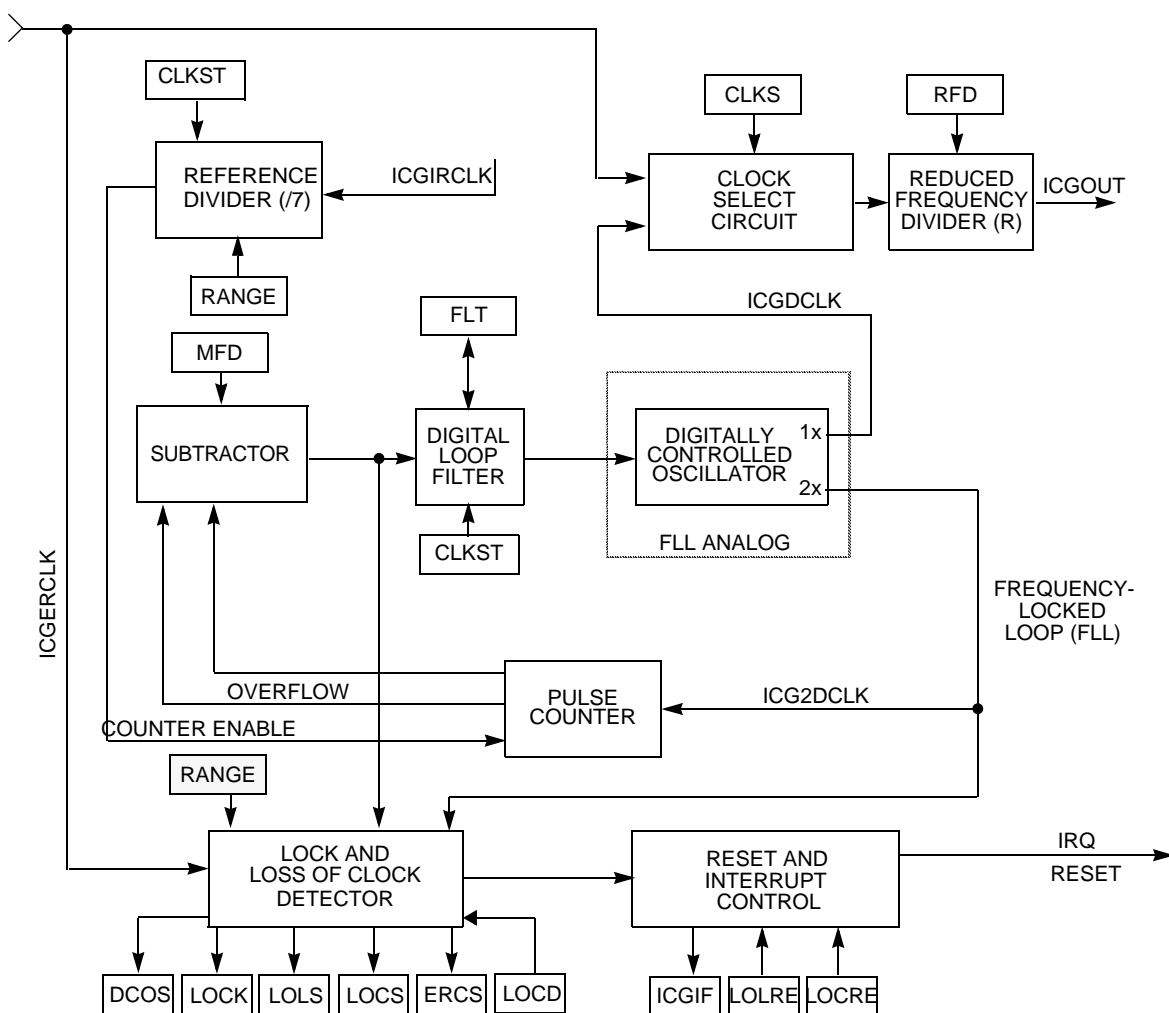 CLKST
CLKS
RFD
REFERENCE
DIVIDER (/7)
ICGIRCLK
CLOCK
SELECT
CIRCUIT
REDUCED
FREQUENCY
DIVIDER (R)
ICGOUT
RANGE
FLT
ICGDCLK
MFD
SUBTRACTOR
DIGITAL
LOOP
FILTER
DIGITALLY
CONTROLLED
OSCILLATOR
1x
2x
FLL ANALOG
CLKST
ICGERCLK
FREQUENCY-
LOCKED
LOOP (FLL)
OVERFLOW
PULSE
COUNTER
ICG2DCLK
COUNTER ENABLE
RANGE
LOCK AND
LOSS OF CLOCK
DETECTOR
RESET AND
INTERRUPT
CONTROL
IRQ
RESET
DCOS
LOCK
LOLS
LOCS
ERCS
LOCD
ICGIF
LOLRE
LOCRE